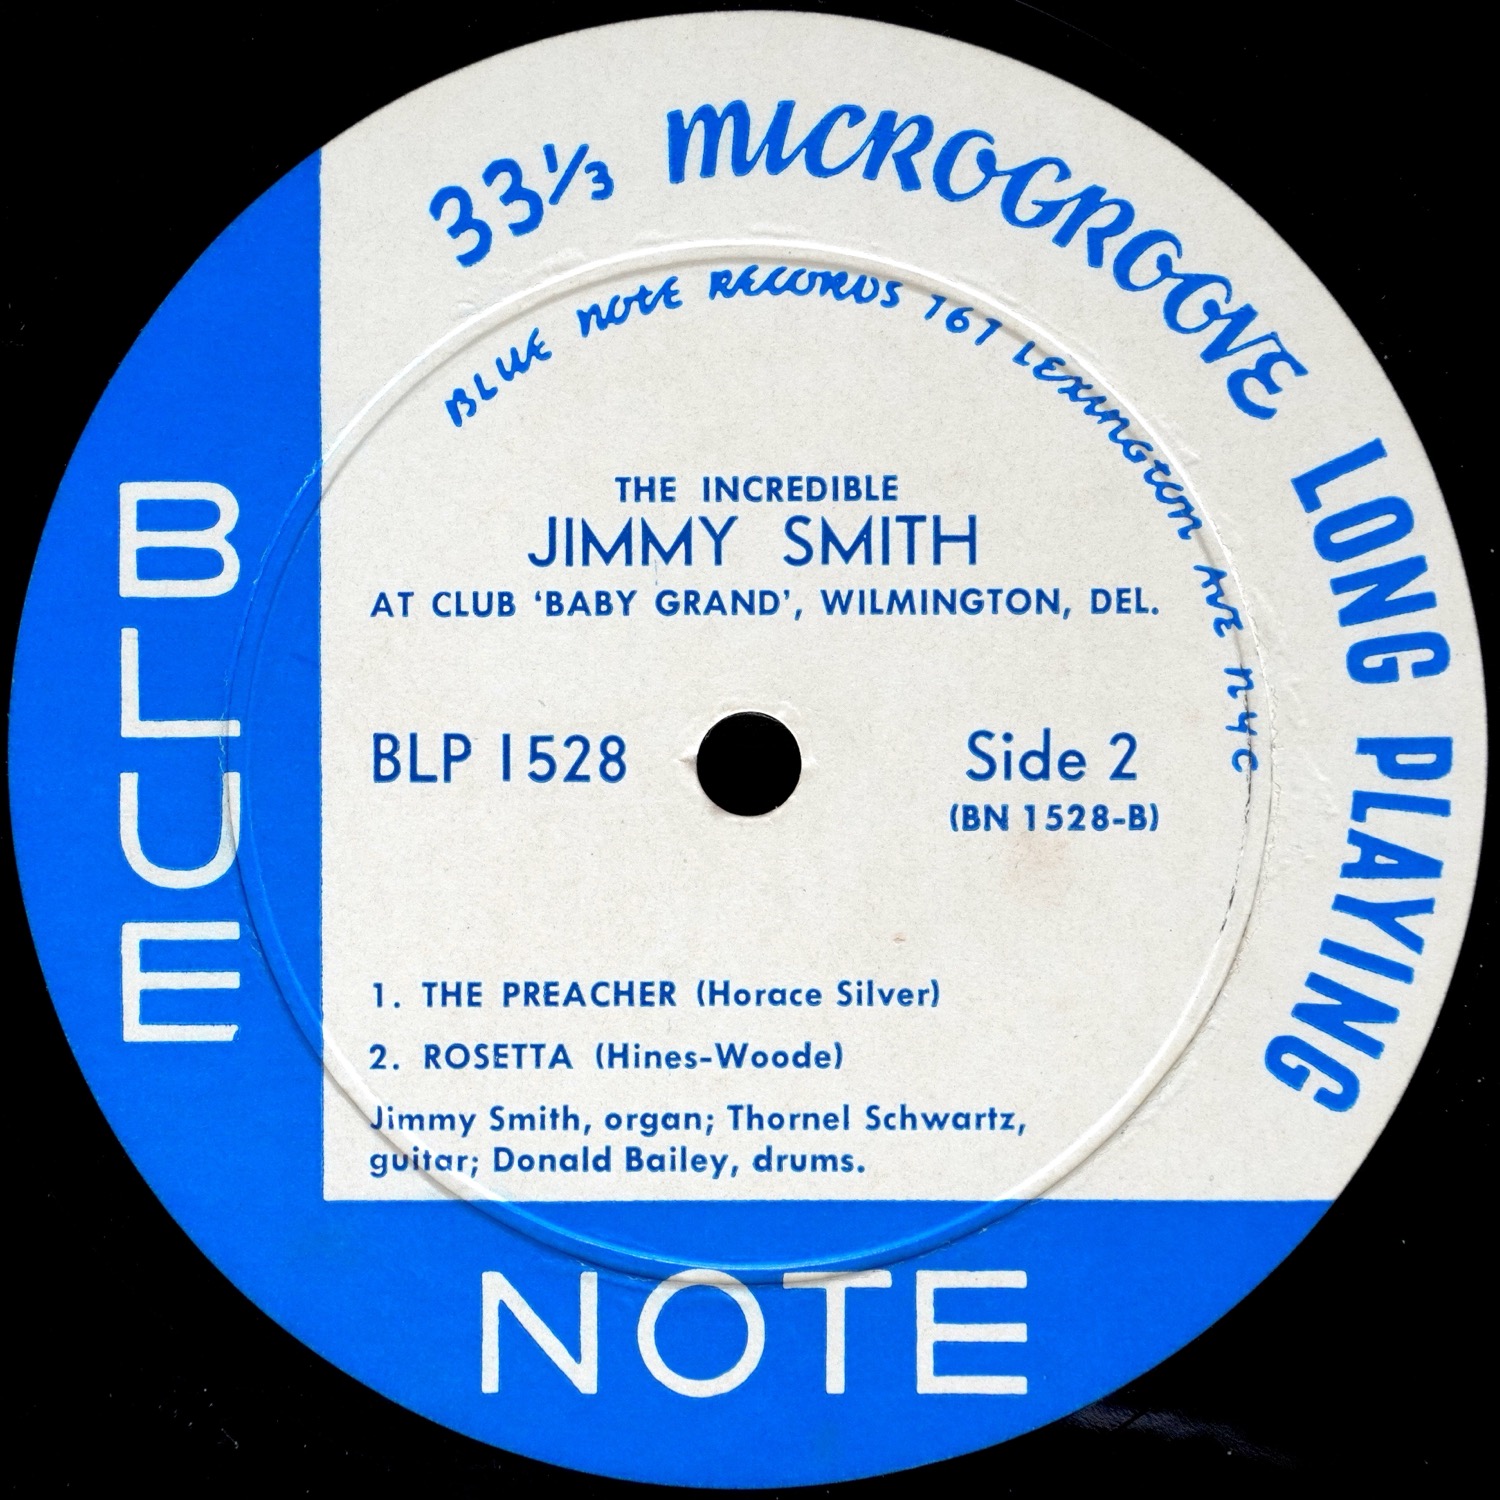 33⅓ MICROGROOVE LONG PLAYING
BLUE NOTE RECORDS 767 LEXINGTON AVE NYC
THE INCREDIBLE
JIMMY SMITH
AT CLUB ‘BABY GRAND’, WILMINGTON, DEL.
BLP 1528
Side 2
(BN 1528-B)
1. THE PREACHER (Horace Silver)
2. ROSETTA (Hines-Woode)
Jimmy Smith, organ; Thornel Schwartz,
guitar; Donald Bailey, drums.
BLUE
NOTE